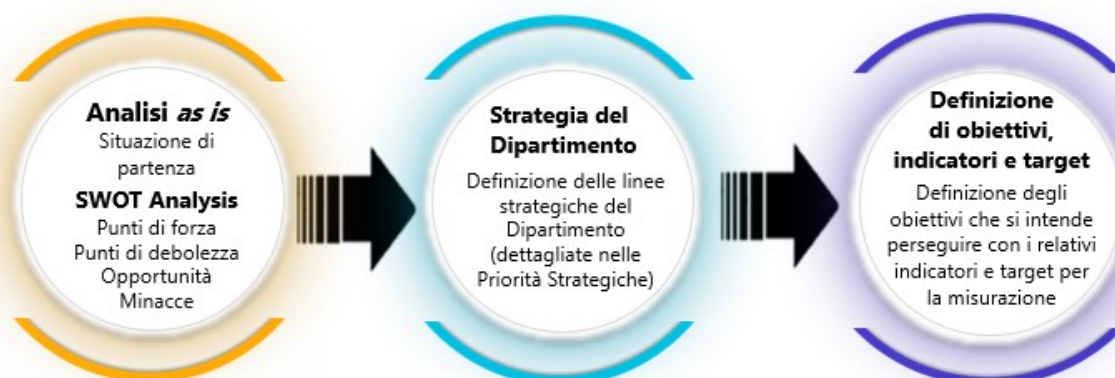 Analisi as is
Situazione di
partenza
SWOT Analysis
Punti di forza
Punti di debolezza
Opportunità
Minacce
Strategia del
Dipartimento
Definizione delle linee
strategiche del
Dipartimento
(dettagliate nelle
Priorità Strategiche)
Definizione
di obiettivi,
indicatori e target
Definizione degli
obiettivi che si intende
perseguire con i relativi
indicatori e target per
la misurazione